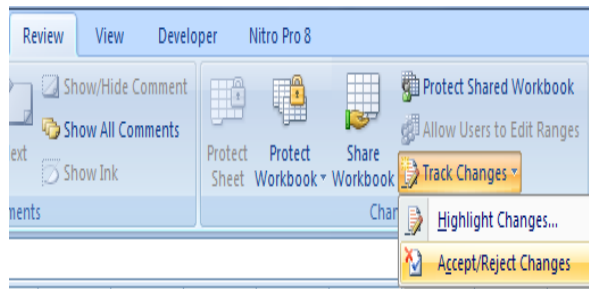 Review View Developer Nitro Pro 8
Show/Hide Comment
Show All Comments
Show Ink
ext
Protect Sheet
Protect Workbook
Share Workbook
Protect Shared Workbook
Allow Users to Edit Ranges
Track Changes
ments
Chan
Highlight Changes...
Accept/Reject Changes